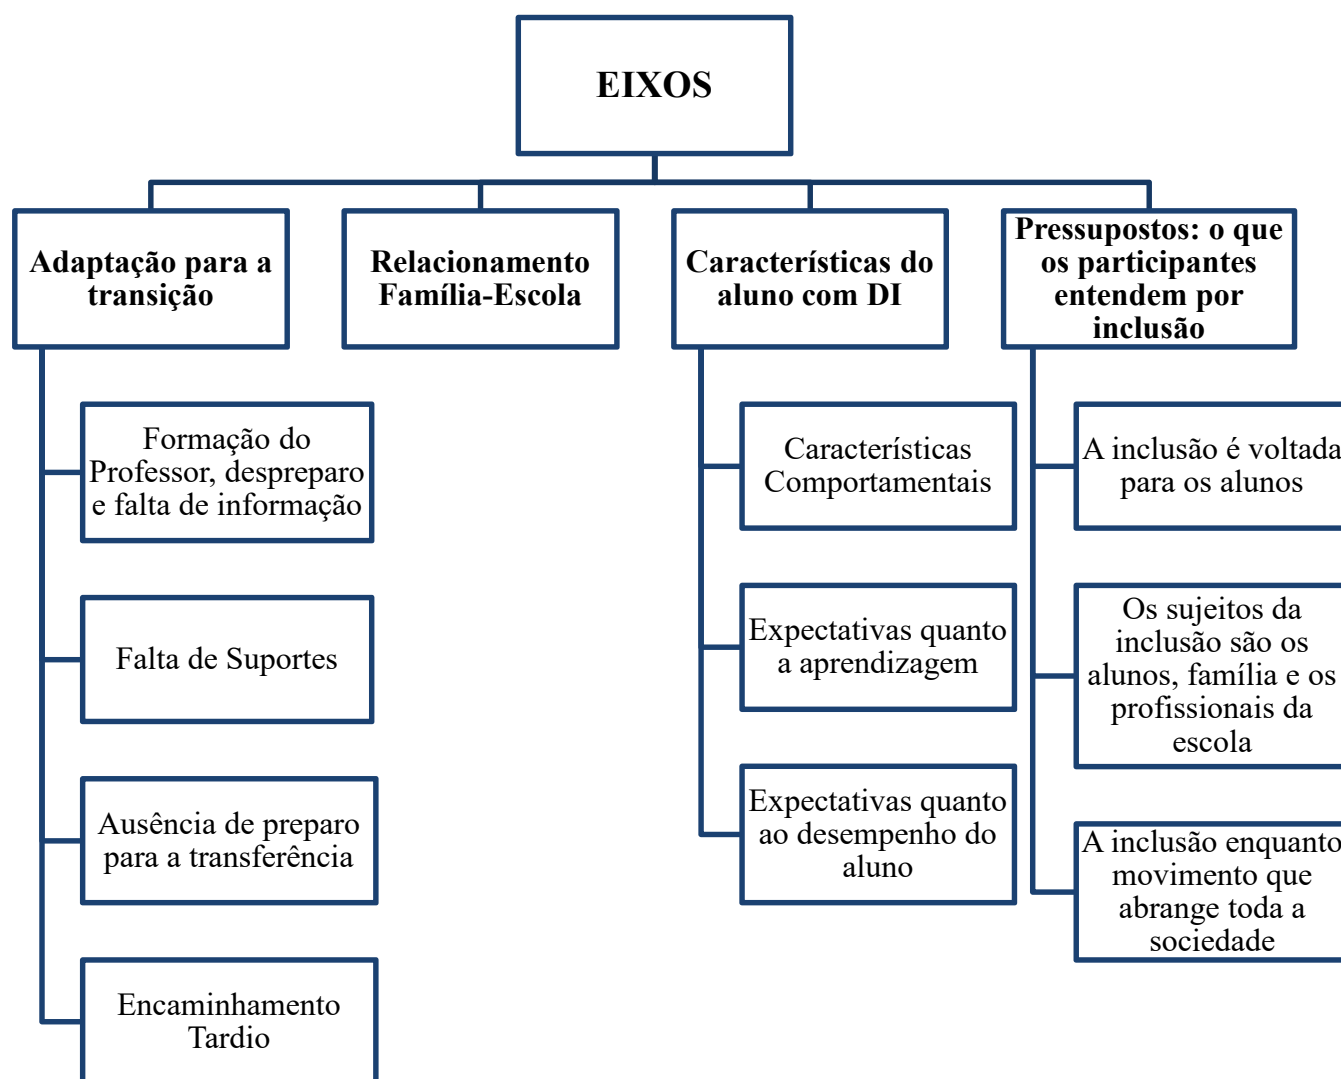 EIXOS
Adaptação para a
transição
Relacionamento
Família-Escola
Característícas do
aluno com DI
Pressupostos: o que
os participantes
entendem por
inclusão
Formação do
Professor, despreparo
e falta de informação
Falta de Suportes
Ausência de preparo
para a transferência
Encaminhamento
Tardio
Característícas
Comportamentais
Expectativas quanto
a aprendizagem
Expectativas quanto
ao desempenho do
aluno
A inclusão é voltada
para os alunos
Os sujeitos da
inclusão são os
alunos, família e os
profissionais da
escola
A inclusão enquanto
movimento que
abrange toda a
sociedade